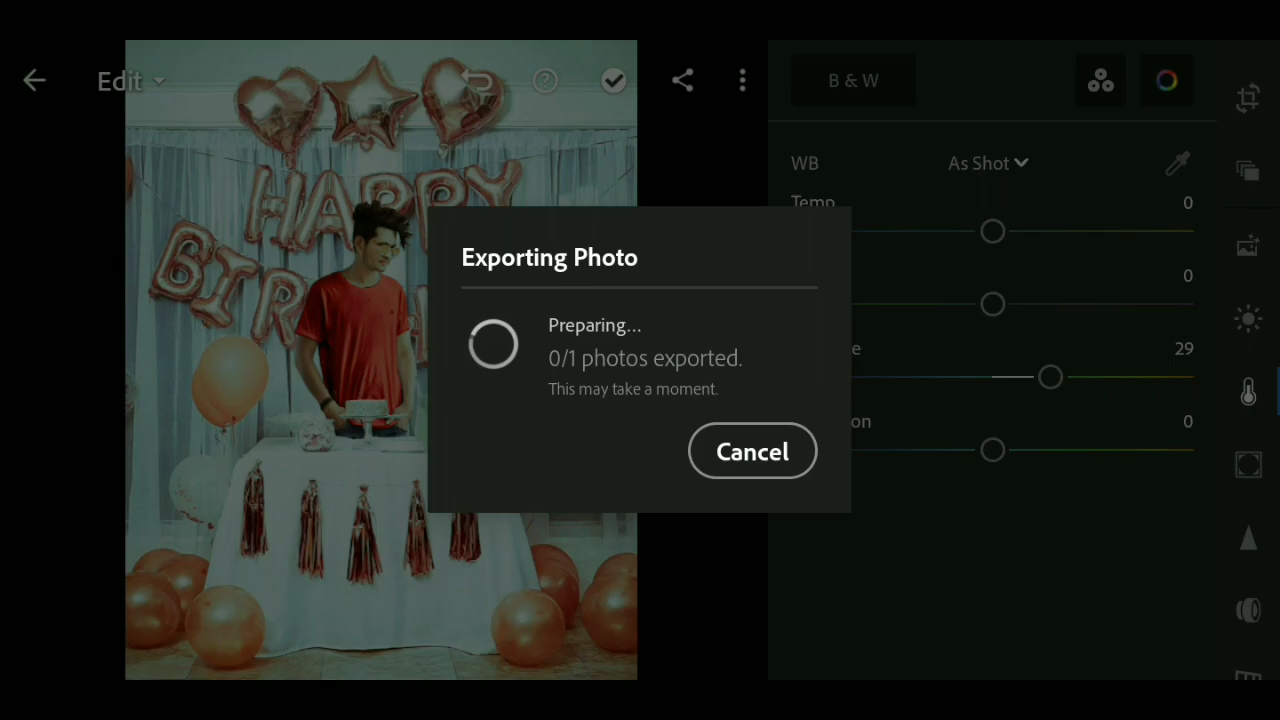 Edit
B & W
WB
As Shot
Temp
0
0
e
29
on
0
HAPPY
BIR
Exporting Photo
Preparing...
0/1 photos exported.
This may take a moment.
Cancel